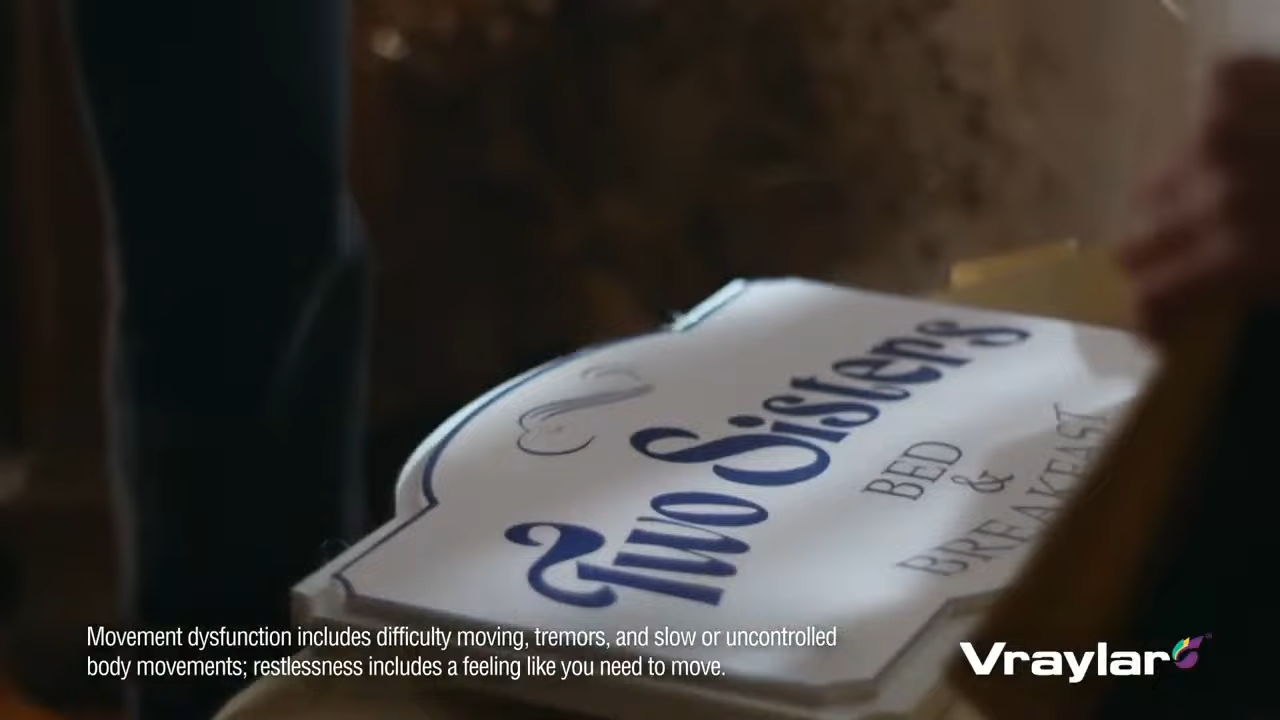 Two Sisters
BED
&
BREAKFAST
Movement dysfunction includes difficulty moving, tremors, and slow or uncontrolled
body movements; restlessness includes a feeling like you need to move.
Vraylar